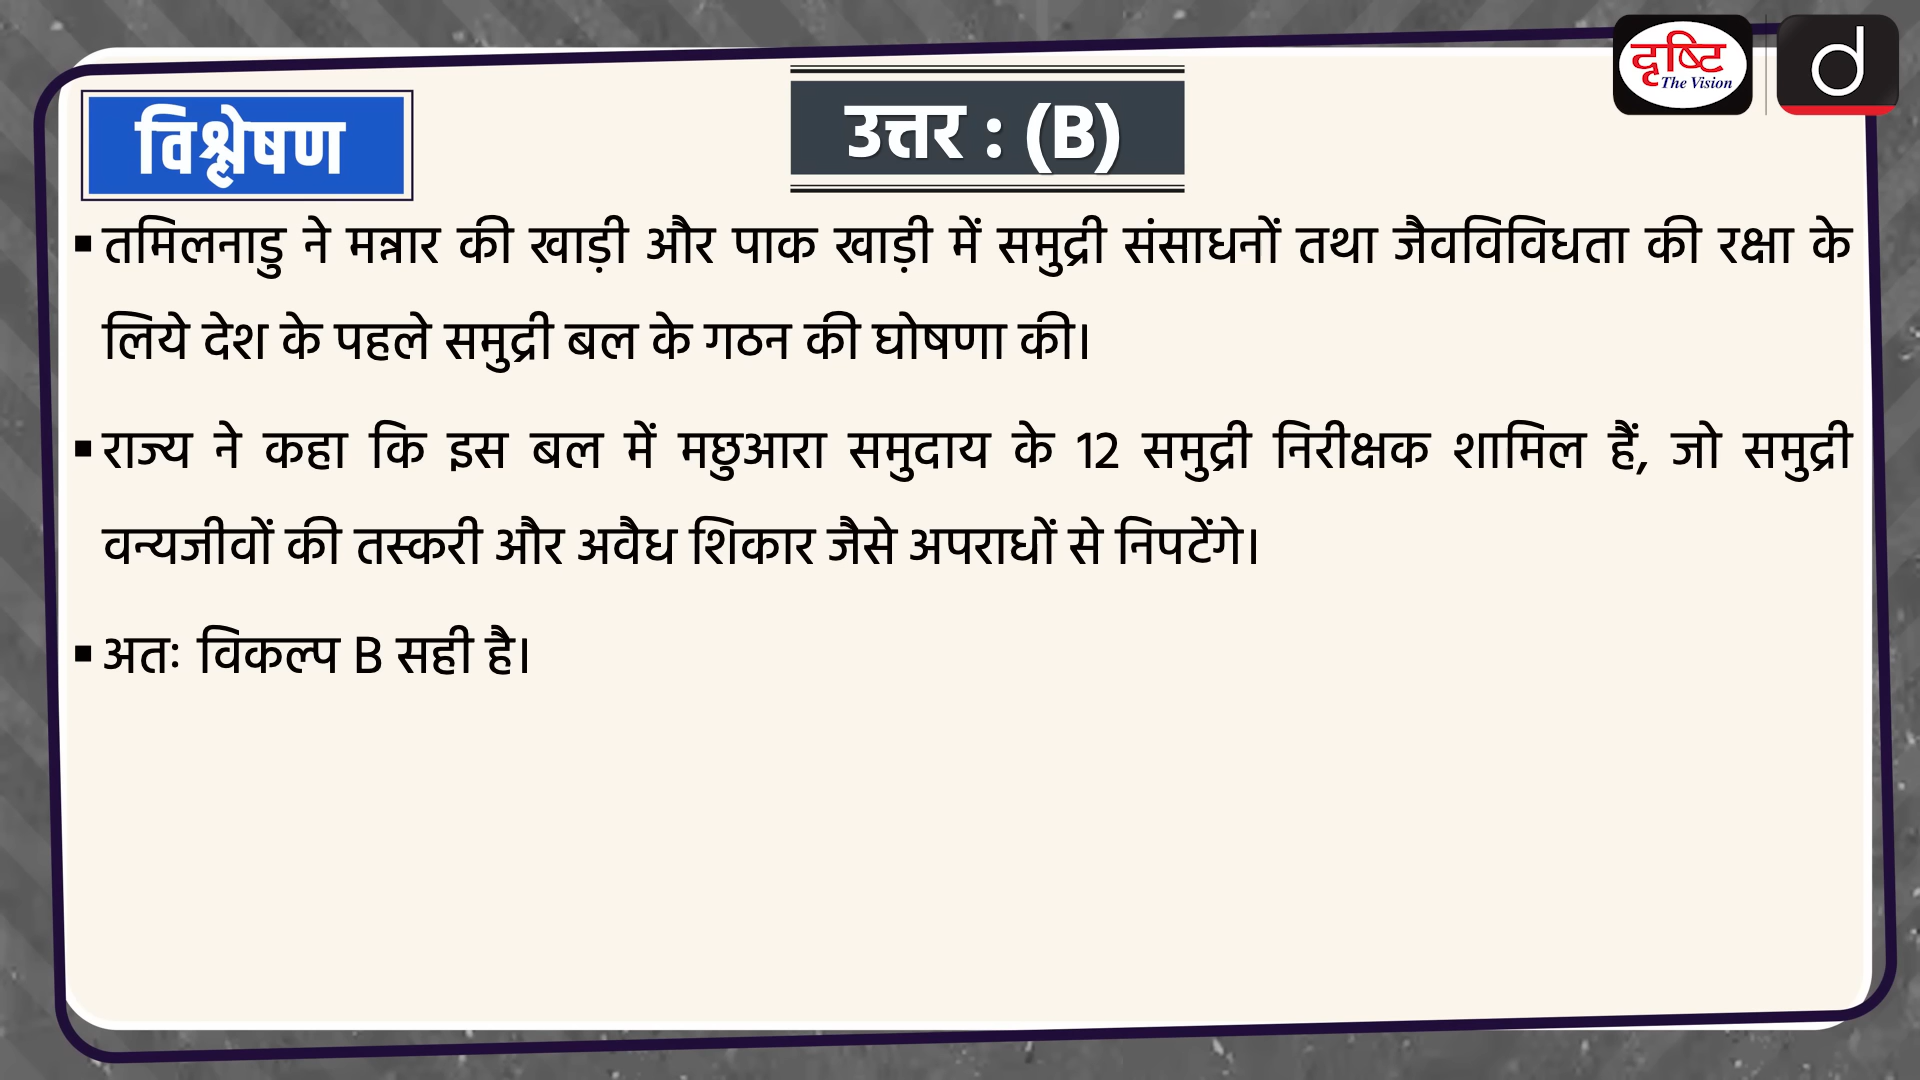 दृष्टि
The Vision
d
विश्लेषण
उत्तर : (B)
▪ तमिलनाडु ने मन्नार की खाड़ी और पाक खाड़ी में समुद्री संसाधनों तथा जैवविविधता की रक्षा के
लिये देश के पहले समुद्री बल के गठन की घोषणा की।
▪ राज्य ने कहा कि इस बल में मछुआरा समुदाय के 12 समुद्री निरीक्षक शामिल हैं, जो समुद्री
वन्यजीवों की तस्करी और अवैध शिकार जैसे अपराधों से निपटेंगे।
▪ अतः विकल्प B सही है।